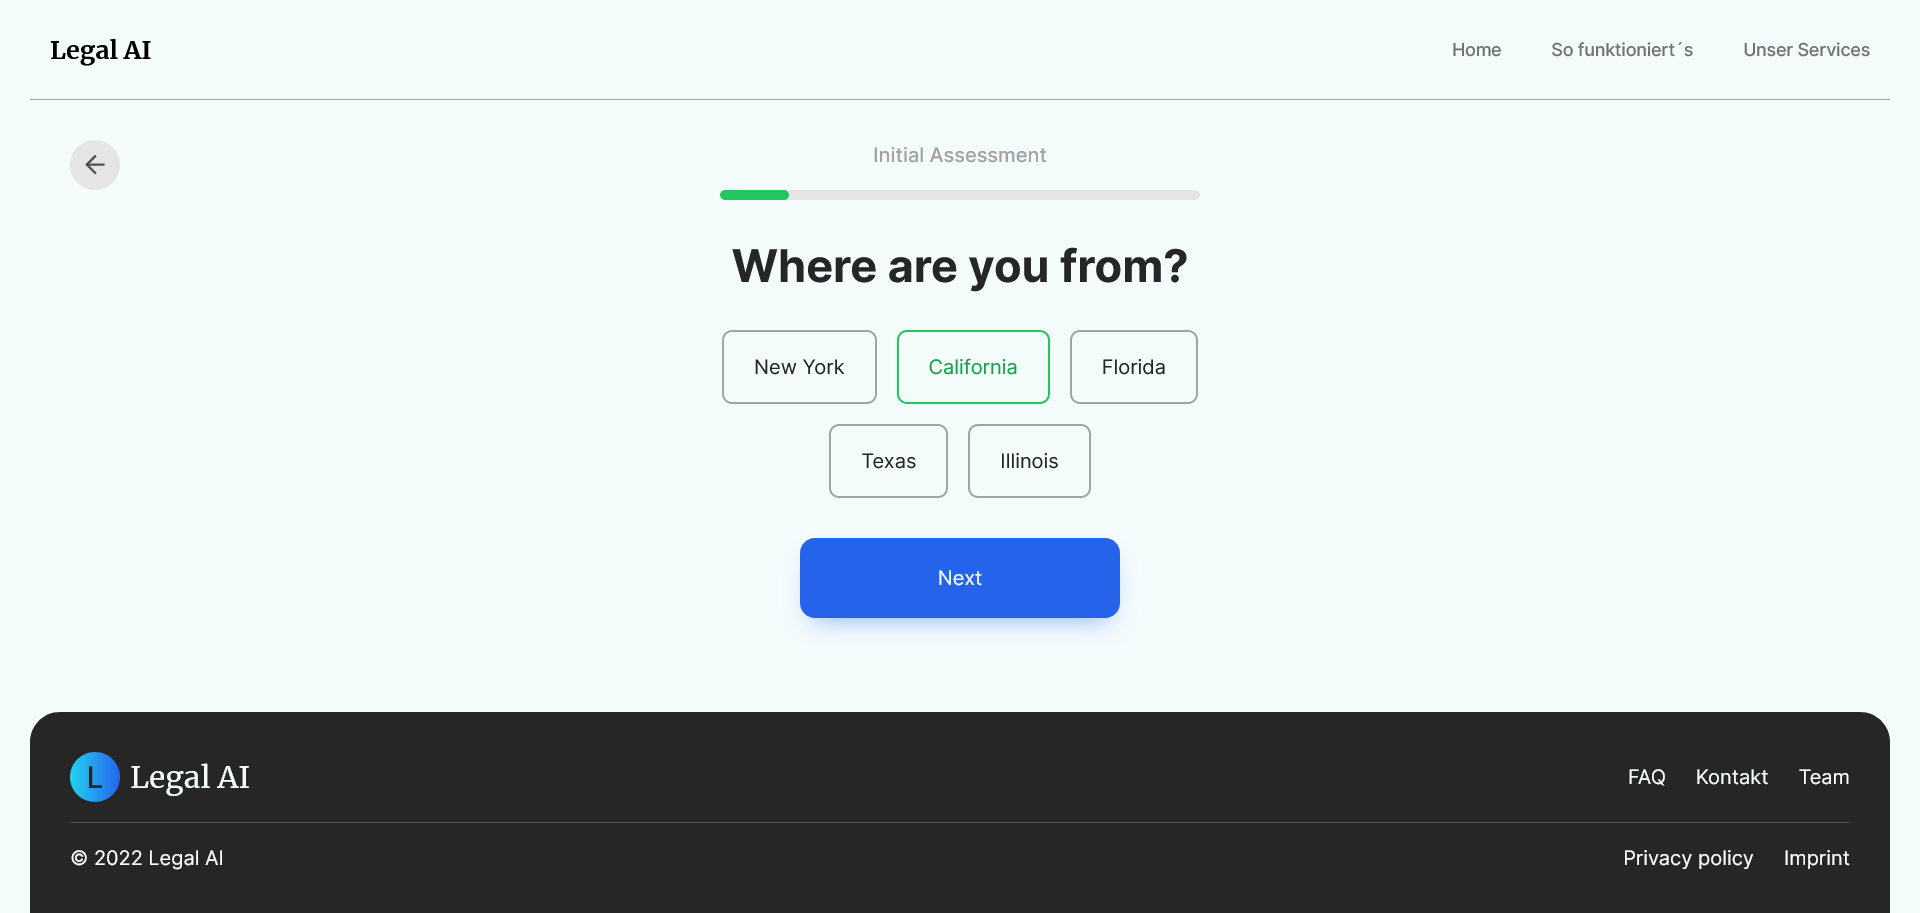 Legal AI
Home So funktioniert´s Unser Services
Initial Assessment
Where are you from?
New York California Florida
Texas Illinois
Next
L Legal AI
FAQ Kontakt Team
© 2022 Legal AI
Privacy policy Imprint